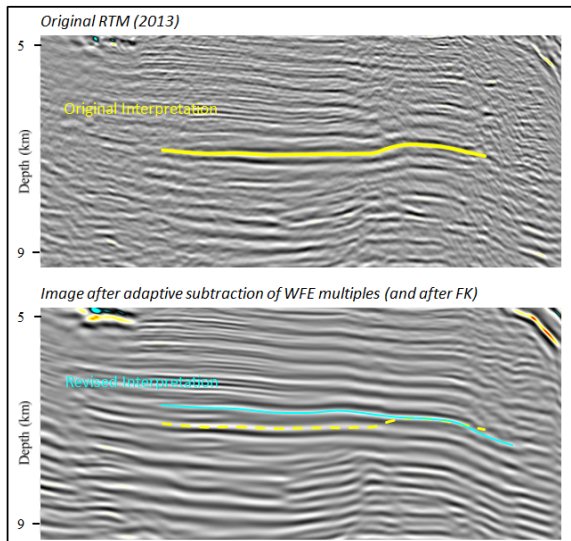 Original RTM (2013)
5
Original Interpretation
Depth (km)
9
Image after adaptive subtraction of WFE multiples (and after FK)
5
Revised Interpretation
Depth (km)
9